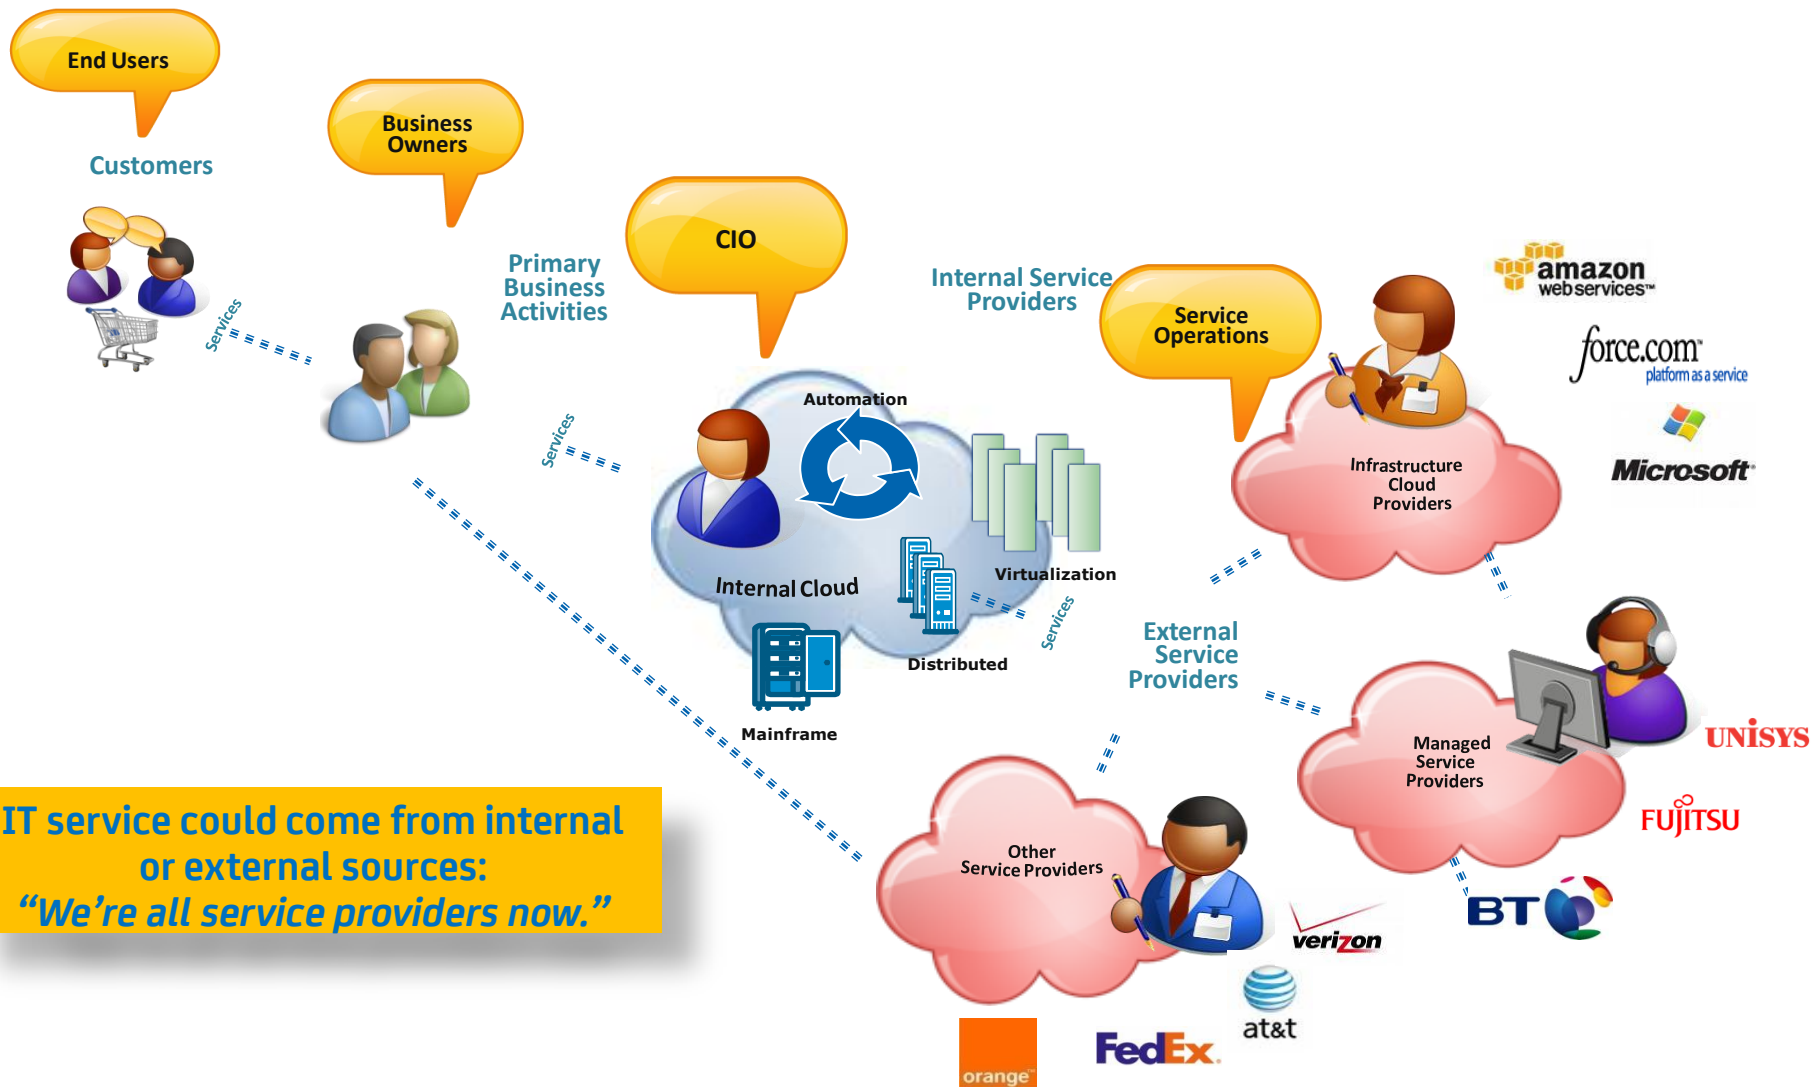 End Users
Customers
Services
Business
Owners
Primary
Business
Activities
Services
CIO
Automation
Internal Cloud
Virtualization
Distributed
Mainframe
Services
Internal Service
Providers
Service
Operations
Infrastructure
Cloud
Providers
amazon
webservices™
force.com™
platform as a service
Microsoft
External
Service
Providers
Managed
Service
Providers
UNISYS
FUJITSU
BT
Other
Service Providers
verizon
at&t
FedEx.
orange™
IT service could come from internal
or external sources:
“We’re all service providers now.”